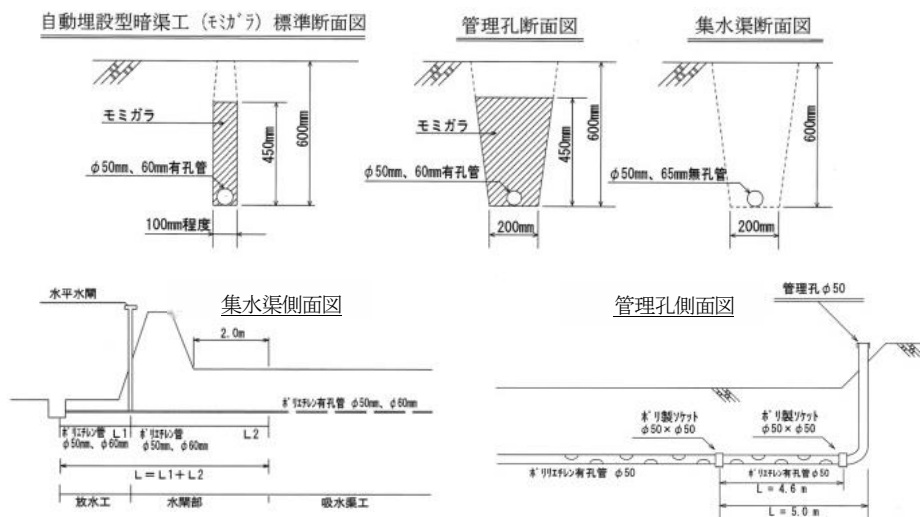 自動埋設型暗渠工（ﾓﾐｶﾞﾗ）標準断面図
モミガラ
φ50mm、60mm有孔管
450mm
600mm
100mm程度
管理孔断面図
モミガラ
φ50mm、60mm有孔管
450mm
600mm
200mm
集水渠断面図
φ50mm、65mm無孔管
600mm
200mm
集水渠側面図
水平水閘
2.0m
ﾎﾟﾘｴﾁﾚﾝ有孔管 φ50mm、φ60mm
ﾎﾟﾘｴﾁﾚﾝ管 L1
φ50mm、φ60mm
ﾎﾟﾘｴﾁﾚﾝ管 L2
φ50mm、φ60mm
L＝L1＋L2
放水工
水閘部
吸水渠工
管理孔側面図
管理孔φ50
ﾎﾟﾘ製ｿｹｯﾄ
φ50×φ50
ﾎﾟﾘ製ｿｹｯﾄ
φ50×φ50
ﾎﾟﾘｴﾁﾚﾝ有孔管 φ50
ﾎﾟﾘｴﾁﾚﾝ有孔管φ50
L = 4.6 m
L = 5.0 m